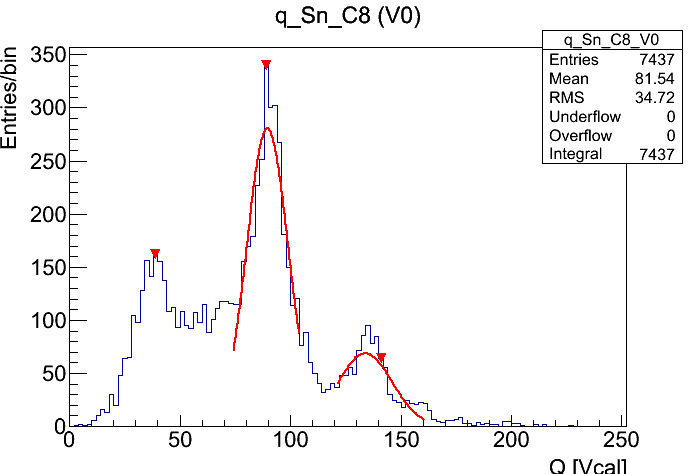 q_Sn_C8 (V0)
q_Sn_C8_V0
Entries 7437
Mean 81.54
RMS 34.72
Underflow 0
Overflow 0
Integral 7437
Entries/bin
350
300
250
200
150
100
50
0
0 50 100 150 200 250
Q [Vcal]